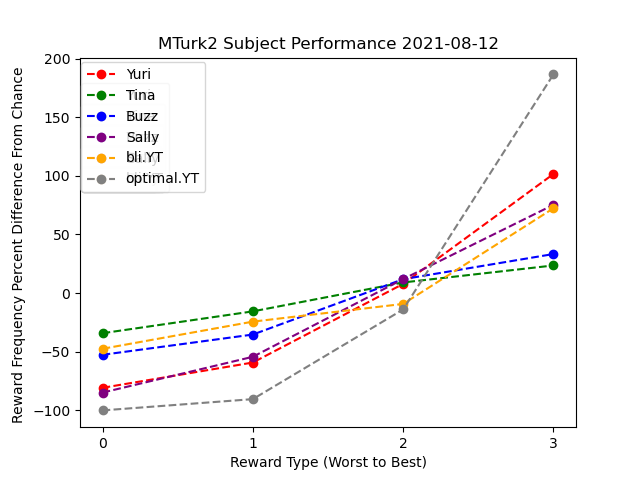 MTurk2 Subject Performance 2021-08-12
Reward Frequency Percent Difference From Chance
200
150
100
50
0
−50
−100
Yuri
Tina
Buzz
Sally
bli.YT
optimal.YT
0 1 2 3
Reward Type (Worst to Best)